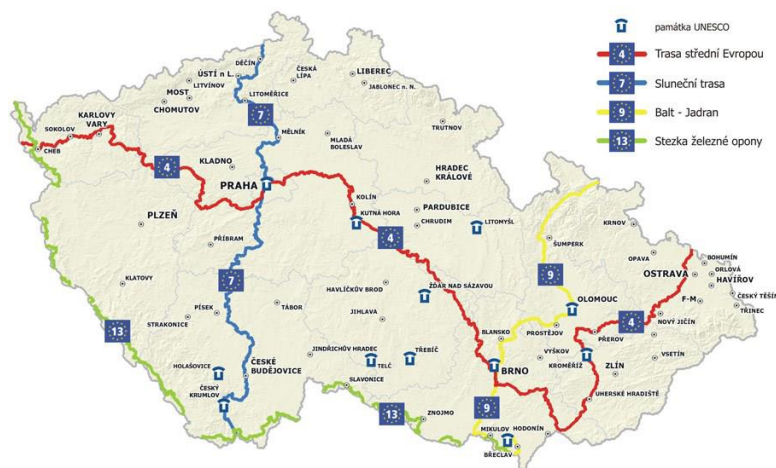 památka UNESCO
4 Trasa střední Evropou
7 Sluneční trasa
9 Balt - Jadran
13 Stezka železné opony
DĚČÍN
ÚSTÍ n L.
LITVÍNOV
ČESKÁ
LÍPA
LIBEREC
JABLONEC n. N.
MOST
CHOMUTOV
LITOMĚŘICE
7
TRUTNOV
KARLOVY
VARY
SOKOLOV
CHEB
MĚLNÍK
MLADÁ
BOLESLAV
4
KLADNO
PRAHA
HRADEC
KRÁLOVÉ
KOLÍN
KUTNÁ HORA
PARDUBICE
CHRUDIM
LITOMYŠL
4
PLZEŇ
PŘÍBRAM
ŠUMPERK
KRNOV
OPAVA
BOHUMÍN
ORLOVÁ
OSTRAVA
HAVÍŘOV
ČESKÝ TĚŠÍN
TŘINEC
F-M
9
7
KLATOVY
HAVLÍČKŮV BROD
ŽĎÁR NAD SÁZAVOU
OLOMOUC
4
NOVÝ JIČÍN
PÍSEK
TÁBOR
JIHLAVA
STRAKONICE
13
BLANSKO
PROSTĚJOV
PŘEROV
VSETÍN
VYŠKOV
KROMĚŘÍŽ
ZLÍN
JINDŘICHŮV HRADEC
TELČ
TŘEBÍČ
BRNO
HOLAŠOVICE
ČESKÉ
BUDĚJOVICE
ČESKÝ
KRUMLOV
SLAVONICE
UHERSKÉ HRADIŠTĚ
13
ZNOJMO
9
MIKULOV
HODONÍN
BŘECLAV